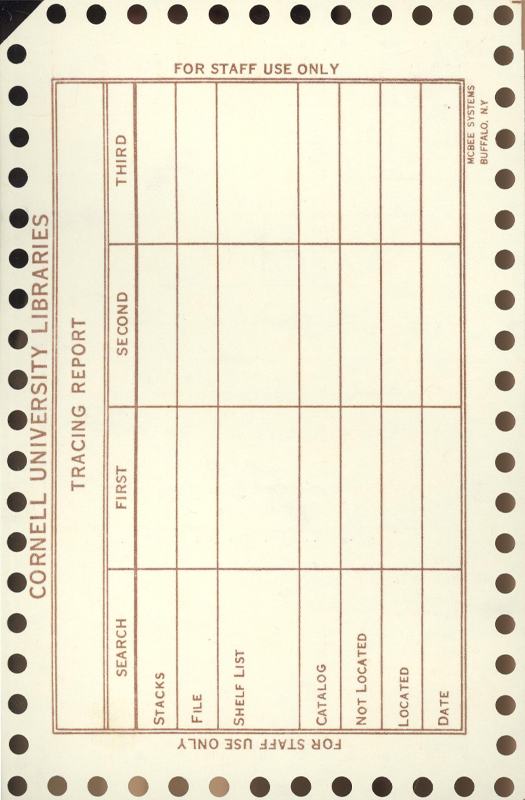 FOR STAFF USE ONLY
CORNELL UNIVERSITY LIBRARIES
TRACING REPORT
SEARCH FIRST SECOND THIRD
STACKS
FILE
SHELF LIST
CATALOG
NOT LOCATED
LOCATED
DATE
MCBEE SYSTEMS
BUFFALO, N.Y
FOR STAFF USE ONLY